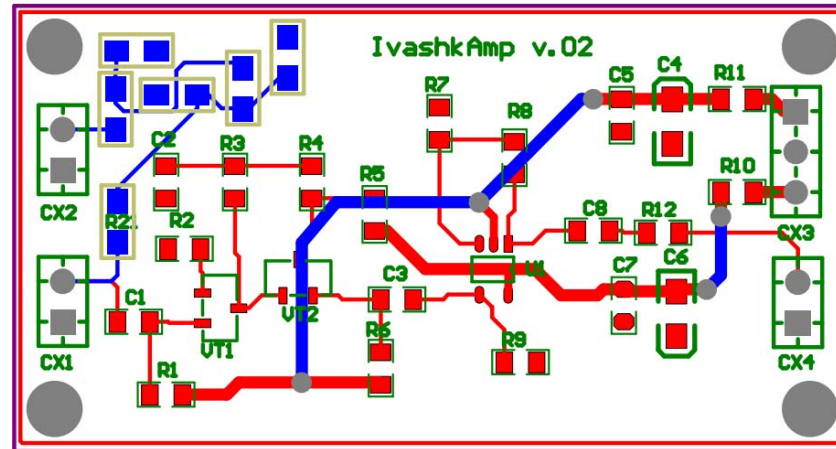 IvashkAmp v.02
C4
C5
R11
R7
R8
C2
R3
R4
R5
R10
CX2
R21
R2
C8
R12
CX3
U1
C7
C6
C3
C1
VT1
VT2
R6
CX1
R1
R9
CX4